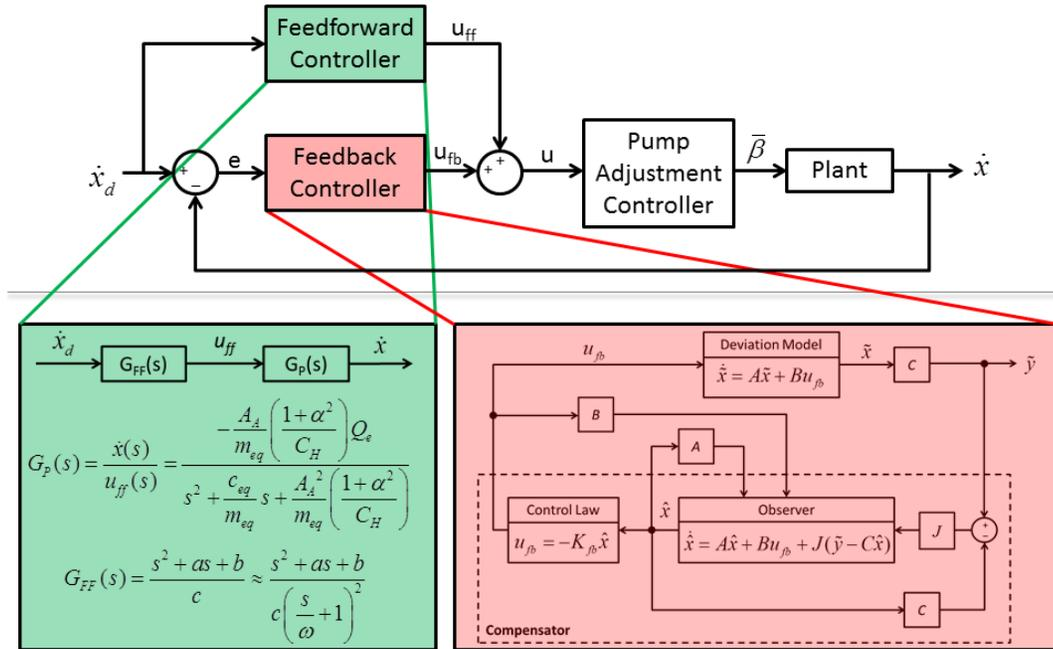 Feedforward
Controller
u_ff
ẋ_d
+
−
e
Feedback
Controller
u_fb
+
+
u
Pump
Adjustment
Controller
β̄
Plant
ẋ
ẋ_d
G_FF(s)
u_ff
G_P(s)
ẋ
G_P(s) = ẋ(s)/u_ff(s) = (−(A_A/m_eq)((1+α²)/C_H)Q_e)/(s² + (c_eq/m_eq)s + (A_A²/m_eq)((1+α²)/C_H))
G_FF(s) = (s² + as + b)/c ≈ (s² + as + b)/(c(s/ω + 1)²)
u_fb
Deviation Model
x̃̇ = Ax̃ + Bu_fb
x̃
C
ỹ
B
A
Control Law
u_fb = −K_fb x̂
x̂
Observer
x̂̇ = Ax̂ + Bu_fb + J(ỹ − Cx̂)
J
+
−
C
Compensator